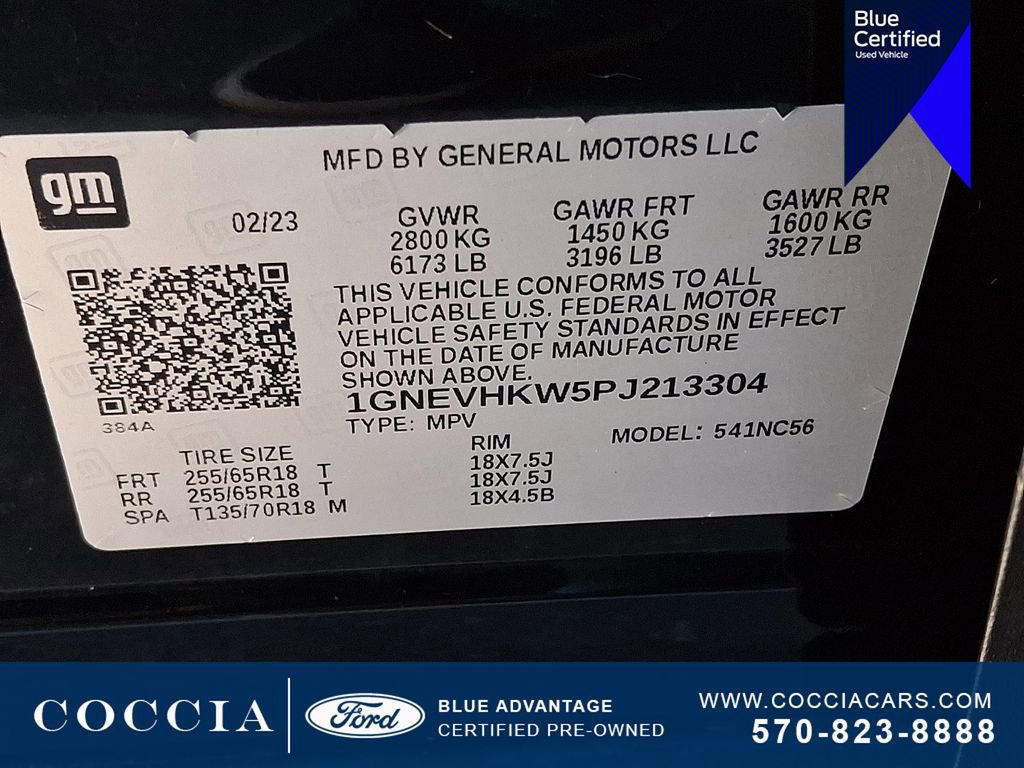 Blue
Certified
Used Vehicle
MFD BY GENERAL MOTORS LLC
gm
02/23
GVWR
2800 KG
6173 LB
GAWR FRT
1450 KG
3196 LB
GAWR RR
1600 KG
3527 LB
THIS VEHICLE CONFORMS TO ALL
APPLICABLE U.S. FEDERAL MOTOR
VEHICLE SAFETY STANDARDS IN EFFECT
ON THE DATE OF MANUFACTURE
SHOWN ABOVE.
1GNEVHKW5PJ213304
384A
TYPE: MPV
MODEL: 541NC56
TIRE SIZE RIM
FRT 255/65R18 T 18X7.5J
RR 255/65R18 T 18X7.5J
SPA T135/70R18 M 18X4.5B
COCCIA
Ford
BLUE ADVANTAGE
CERTIFIED PRE-OWNED
WWW.COCCIACARS.COM
570-823-8888